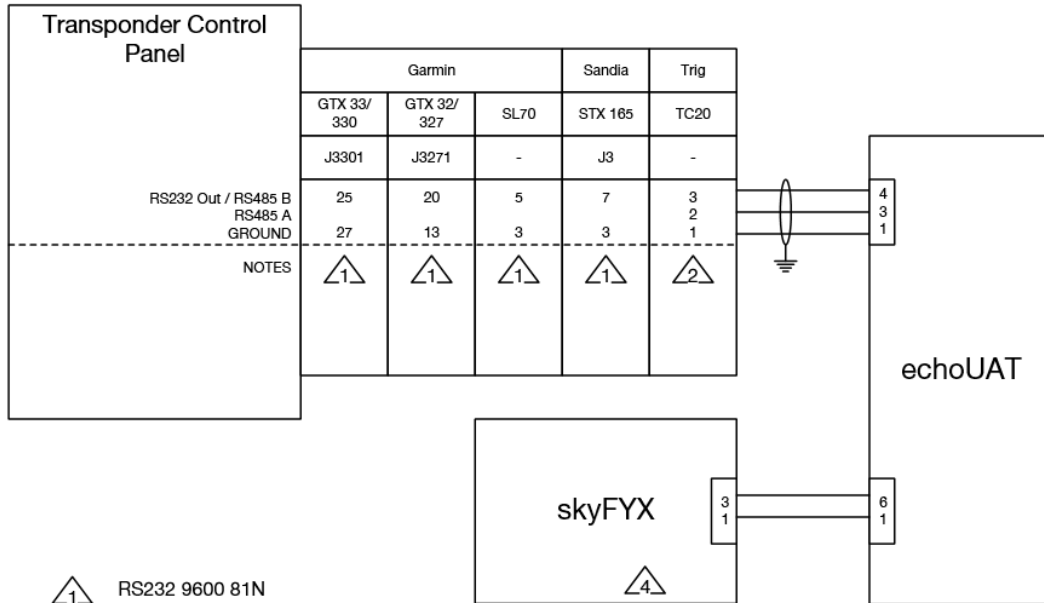 Transponder Control
Panel
Garmin Sandia Trig
GTX 33/ GTX 32/ SL70 STX 165 TC20
330 327
J3301 J3271 - J3 -
RS232 Out / RS485 B 25 20 5 7 3 4
RS485 A 2 3
GROUND 27 13 3 3 1 1
NOTES 1 1 1 1 2
echoUAT
skyFYX
3 6
1 1
4
1 RS232 9600 81N